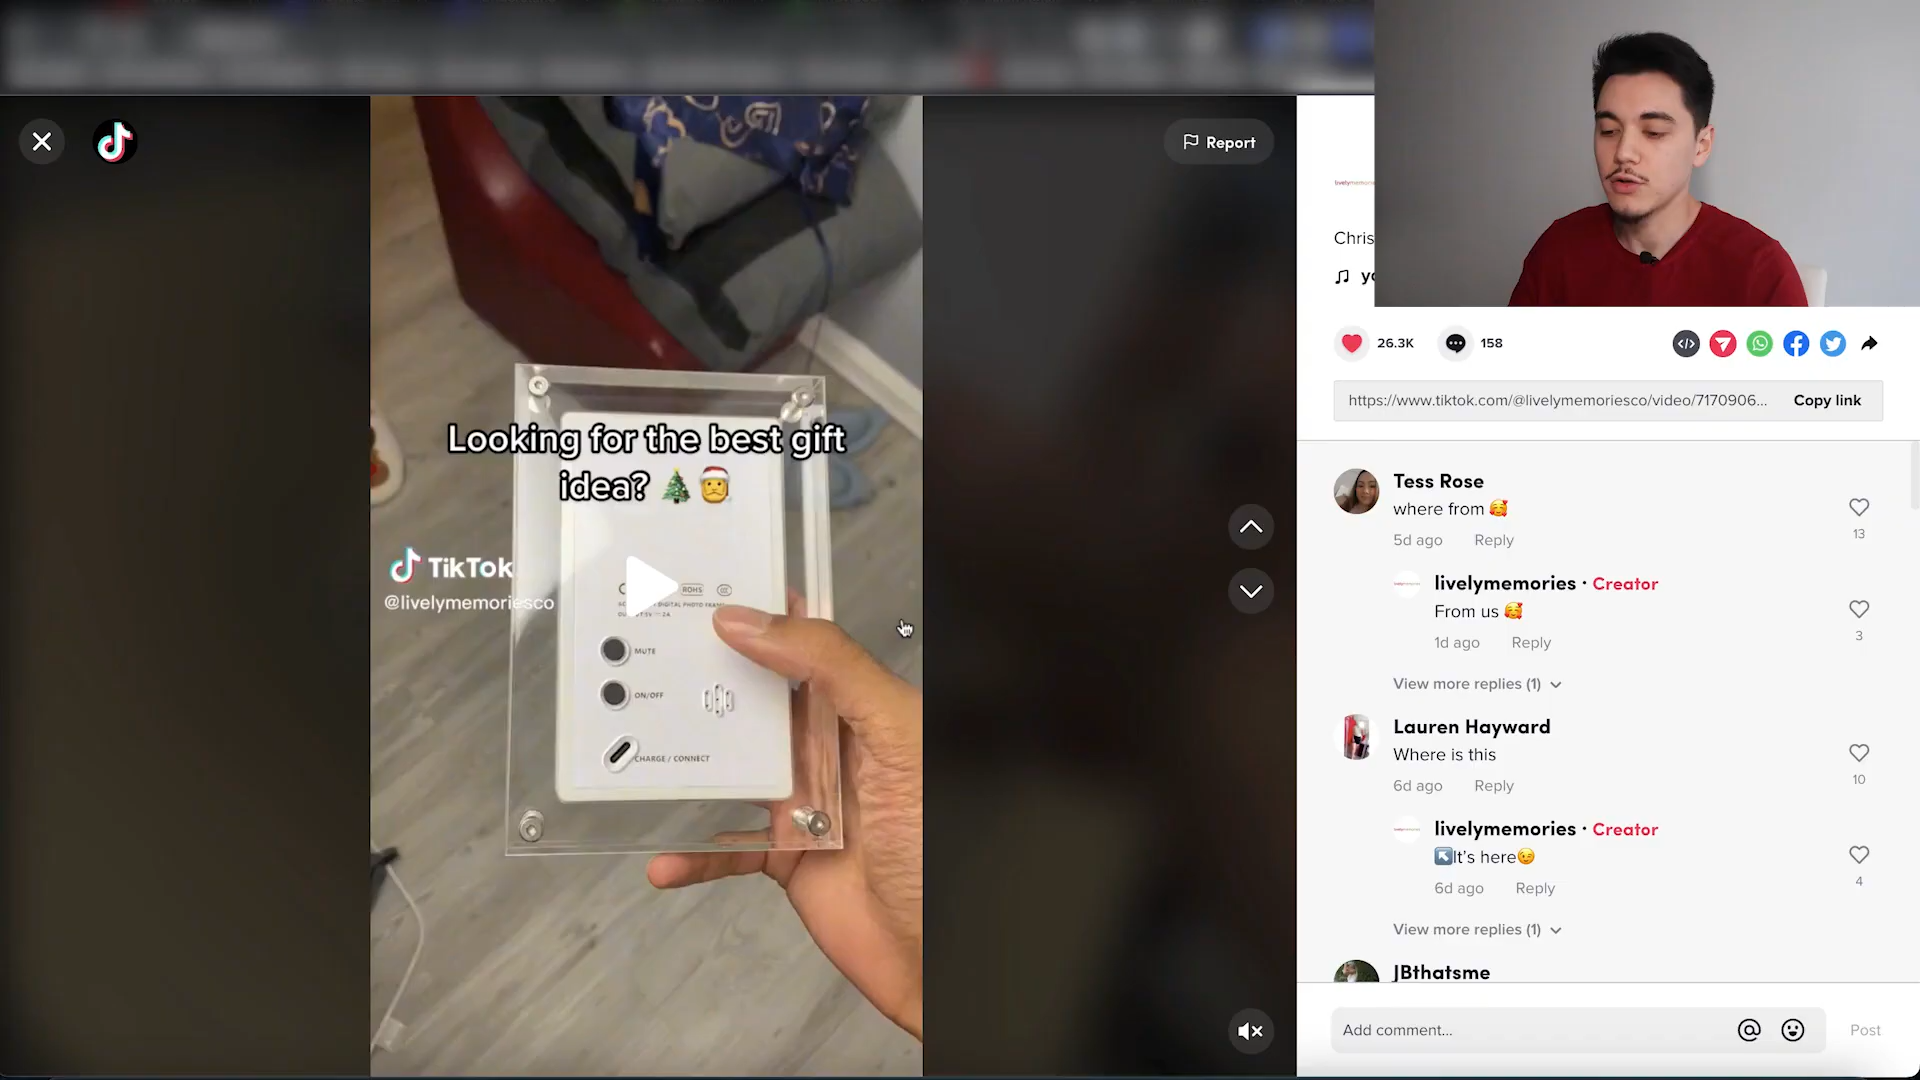 Report
Looking for the best gift
idea? 🎄🎅
TikTok
@livelymemoriesco
ROHS
MUTE
ON/OFF
CHARGE / CONNECT
Chris
26.3K
158
https://www.tiktok.com/@livelymemoriesco/video/7170906...
Copy link
Tess Rose
where from 🥰
13
5d ago Reply
livelymemories · Creator
From us 🥰
3
1d ago Reply
View more replies (1)
Lauren Hayward
Where is this
10
6d ago Reply
livelymemories · Creator
↖️It's here😉
4
6d ago Reply
View more replies (1)
JBthatsme
Add comment...
Post